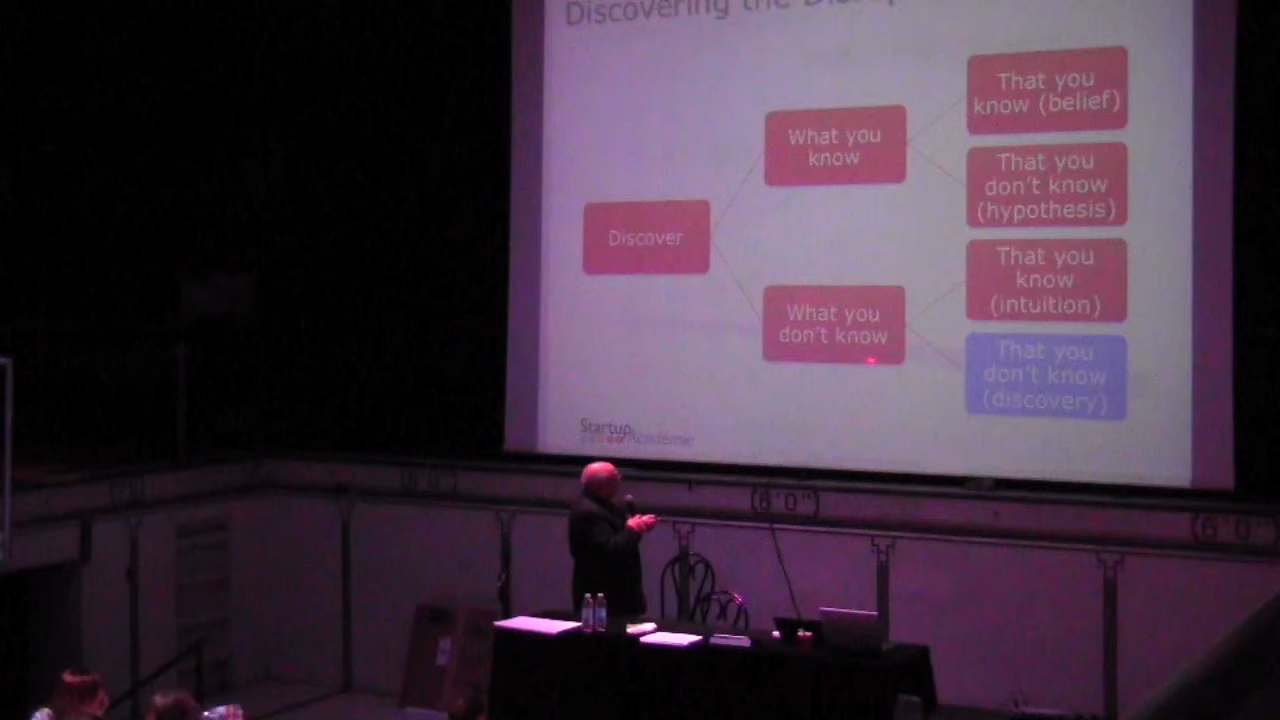 Discovering the
That you
know (belief)
What you
know
That you
don't know
(hypothesis)
Discover
That you
know
(intuition)
What you
don't know
That you
don't know
(discovery)
Startup
Academie
(6'0")
(6'0")